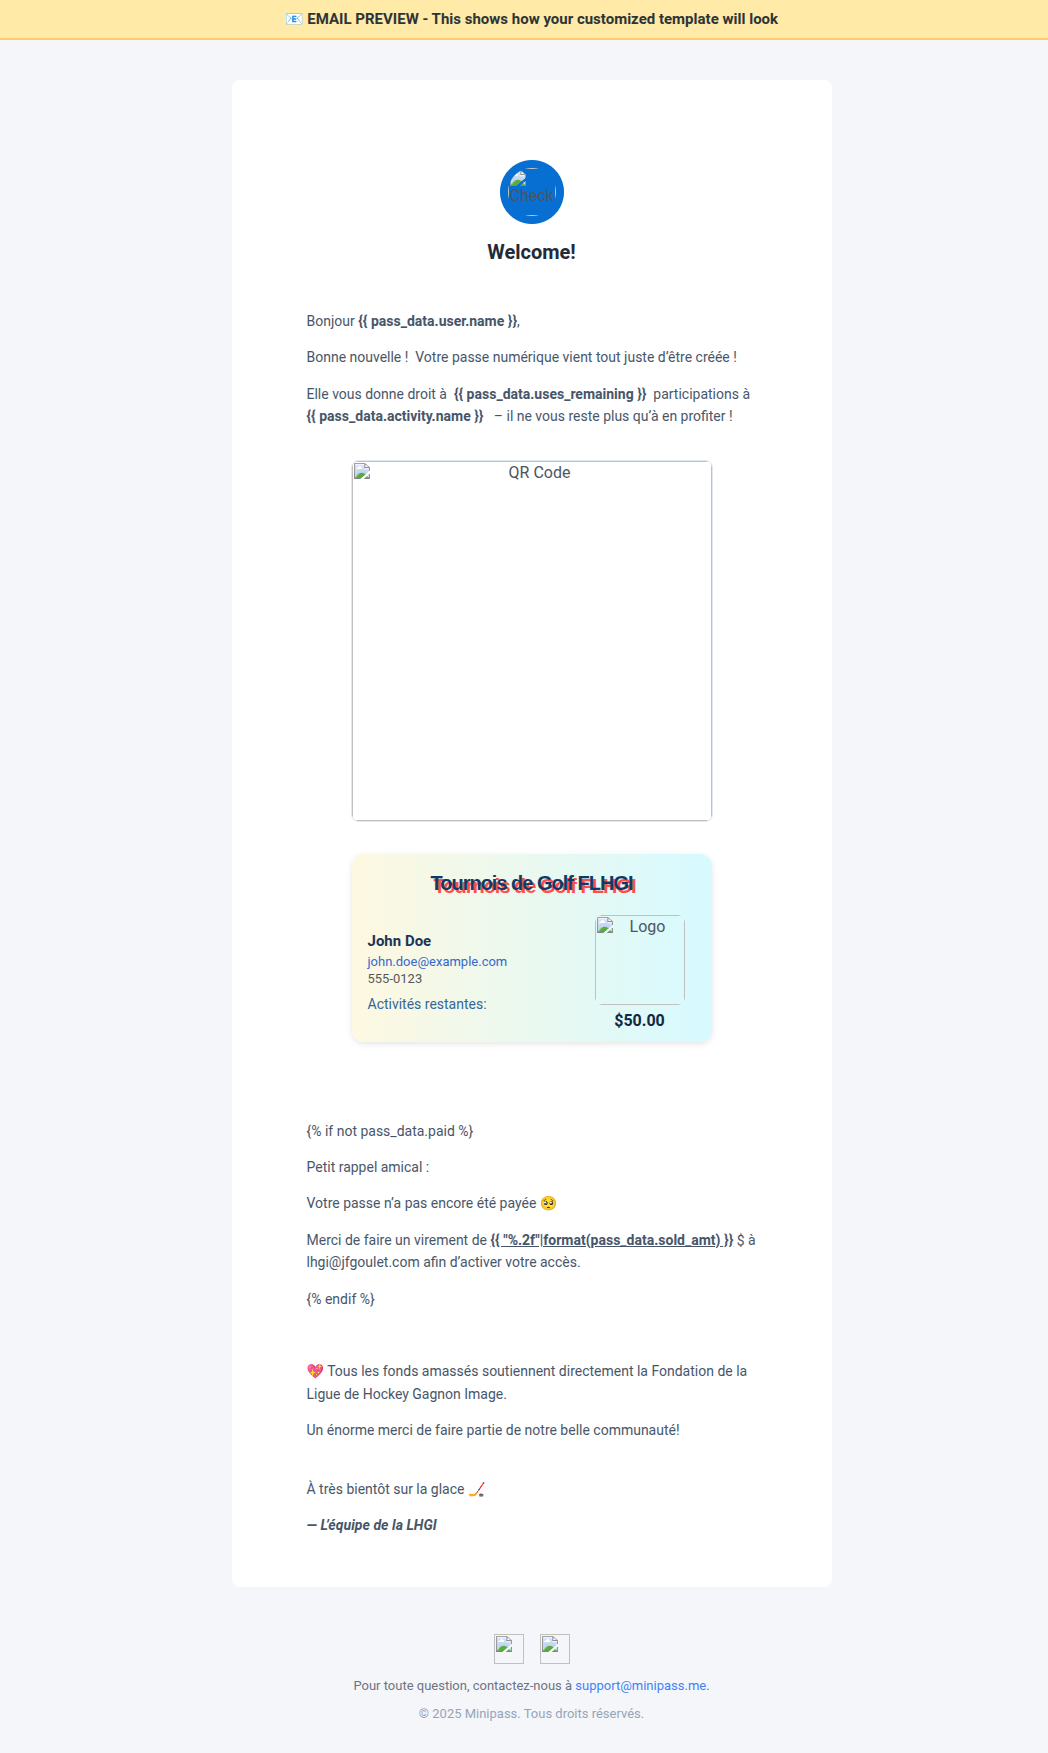 📧 EMAIL PREVIEW - This shows how your customized template will look
Check
Welcome!
Bonjour {{ pass_data.user.name }},
Bonne nouvelle ! Votre passe numérique vient tout juste d’être créée !
Elle vous donne droit à {{ pass_data.uses_remaining }} participations à
{{ pass_data.activity.name }} – il ne vous reste plus qu’à en profiter !
QR Code
Tournois de Golf FLHGI
John Doe
john.doe@example.com
555-0123
Activités restantes:
Logo
$50.00
{% if not pass_data.paid %}
Petit rappel amical :
Votre passe n’a pas encore été payée 🥺
Merci de faire un virement de {{ "%.2f"|format(pass_data.sold_amt) }} $ à
lhgi@jfgoulet.com afin d’activer votre accès.
{% endif %}
💖 Tous les fonds amassés soutiennent directement la Fondation de la
Ligue de Hockey Gagnon Image.
Un énorme merci de faire partie de notre belle communauté!
À très bientôt sur la glace 🏒
— L’équipe de la LHGI
Pour toute question, contactez-nous à support@minipass.me.
© 2025 Minipass. Tous droits réservés.